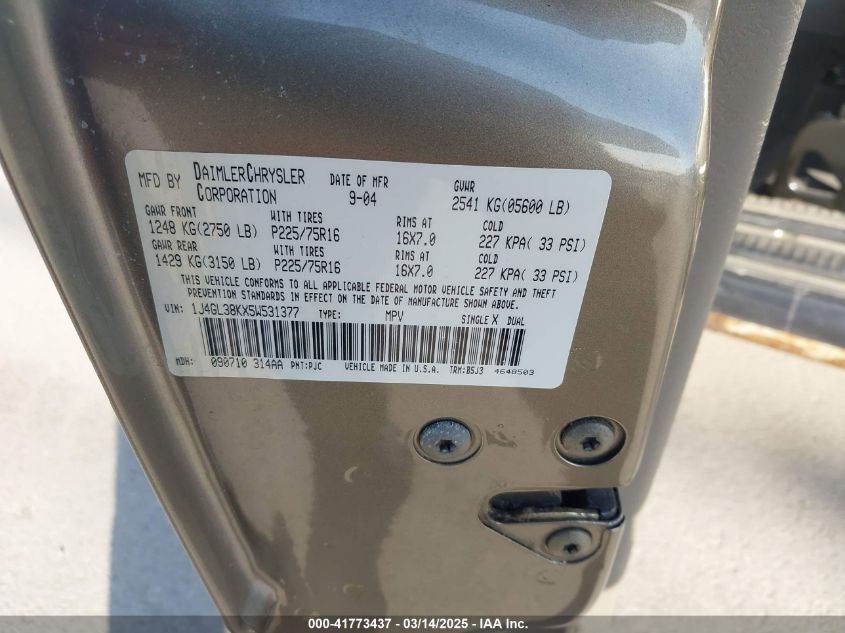 MFD BY DAIMLERCHRYSLER CORPORATION DATE OF MFR 9-04 GVWR 2541 KG(05600 LB)
GAWR FRONT WITH TIRES RIMS AT COLD
1248 KG(2750 LB) P225/75R16 16X7.0 227 KPA( 33 PSI)
GAWR REAR WITH TIRES RIMS AT COLD
1429 KG(3150 LB) P225/75R16 16X7.0 227 KPA( 33 PSI)
THIS VEHICLE CONFORMS TO ALL APPLICABLE FEDERAL MOTOR VEHICLE SAFETY AND THEFT
PREVENTION STANDARDS IN EFFECT ON THE DATE OF MANUFACTURE SHOWN ABOVE.
VIN: 1J4GL38KX5W531377 TYPE: MPV SINGLE X DUAL
MDH: 090710 314AA PNT:PJC VEHICLE MADE IN U.S.A. TRM:B5J3 4648503
000-41773437 - 03/14/2025 - IAA Inc.